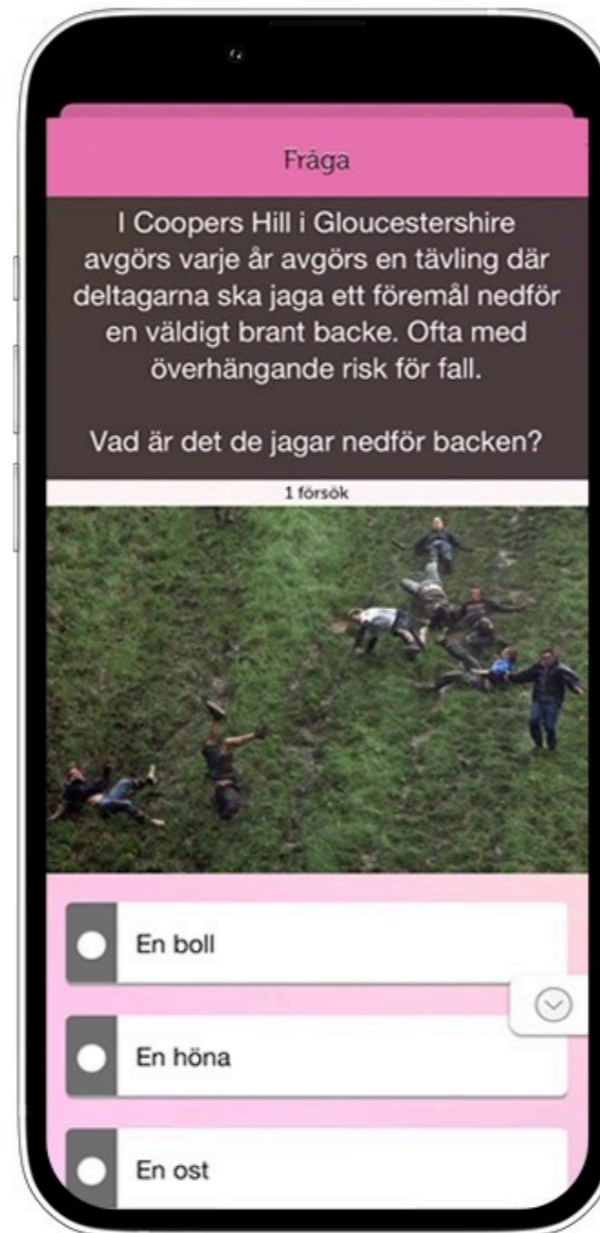 Fråga
I Coopers Hill i Gloucestershire
avgörs varje år avgörs en tävling där
deltagarna ska jaga ett föremål nedför
en väldigt brant backe. Ofta med
överhängande risk för fall.
Vad är det de jagar nedför backen?
1 försök
En boll
En höna
En ost